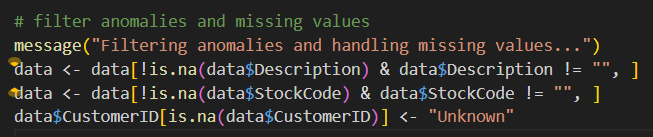 # filter anomalies and missing values
message("Filtering anomalies and handling missing values...")
data <- data[!is.na(data$Description) & data$Description != "", ]
data <- data[!is.na(data$StockCode) & data$StockCode != "", ]
data$CustomerID[is.na(data$CustomerID)] <- "Unknown"